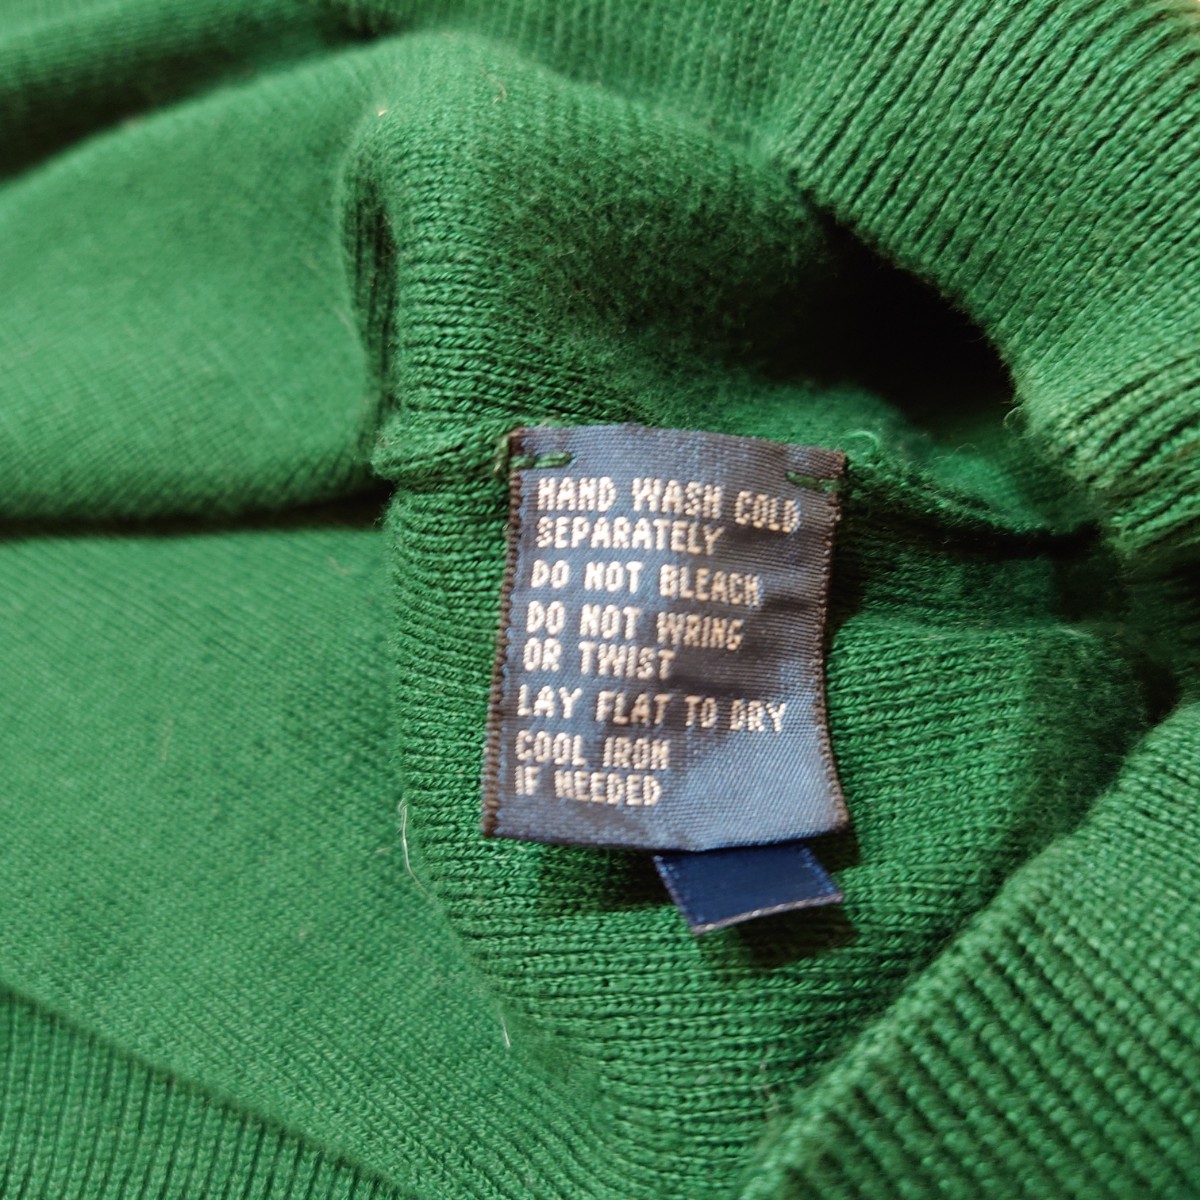 HAND WASH COLD
SEPARATELY
DO NOT BLEACH
DO NOT WRING
OR TWIST
LAY FLAT TO DRY
COOL IRON
IF NEEDED